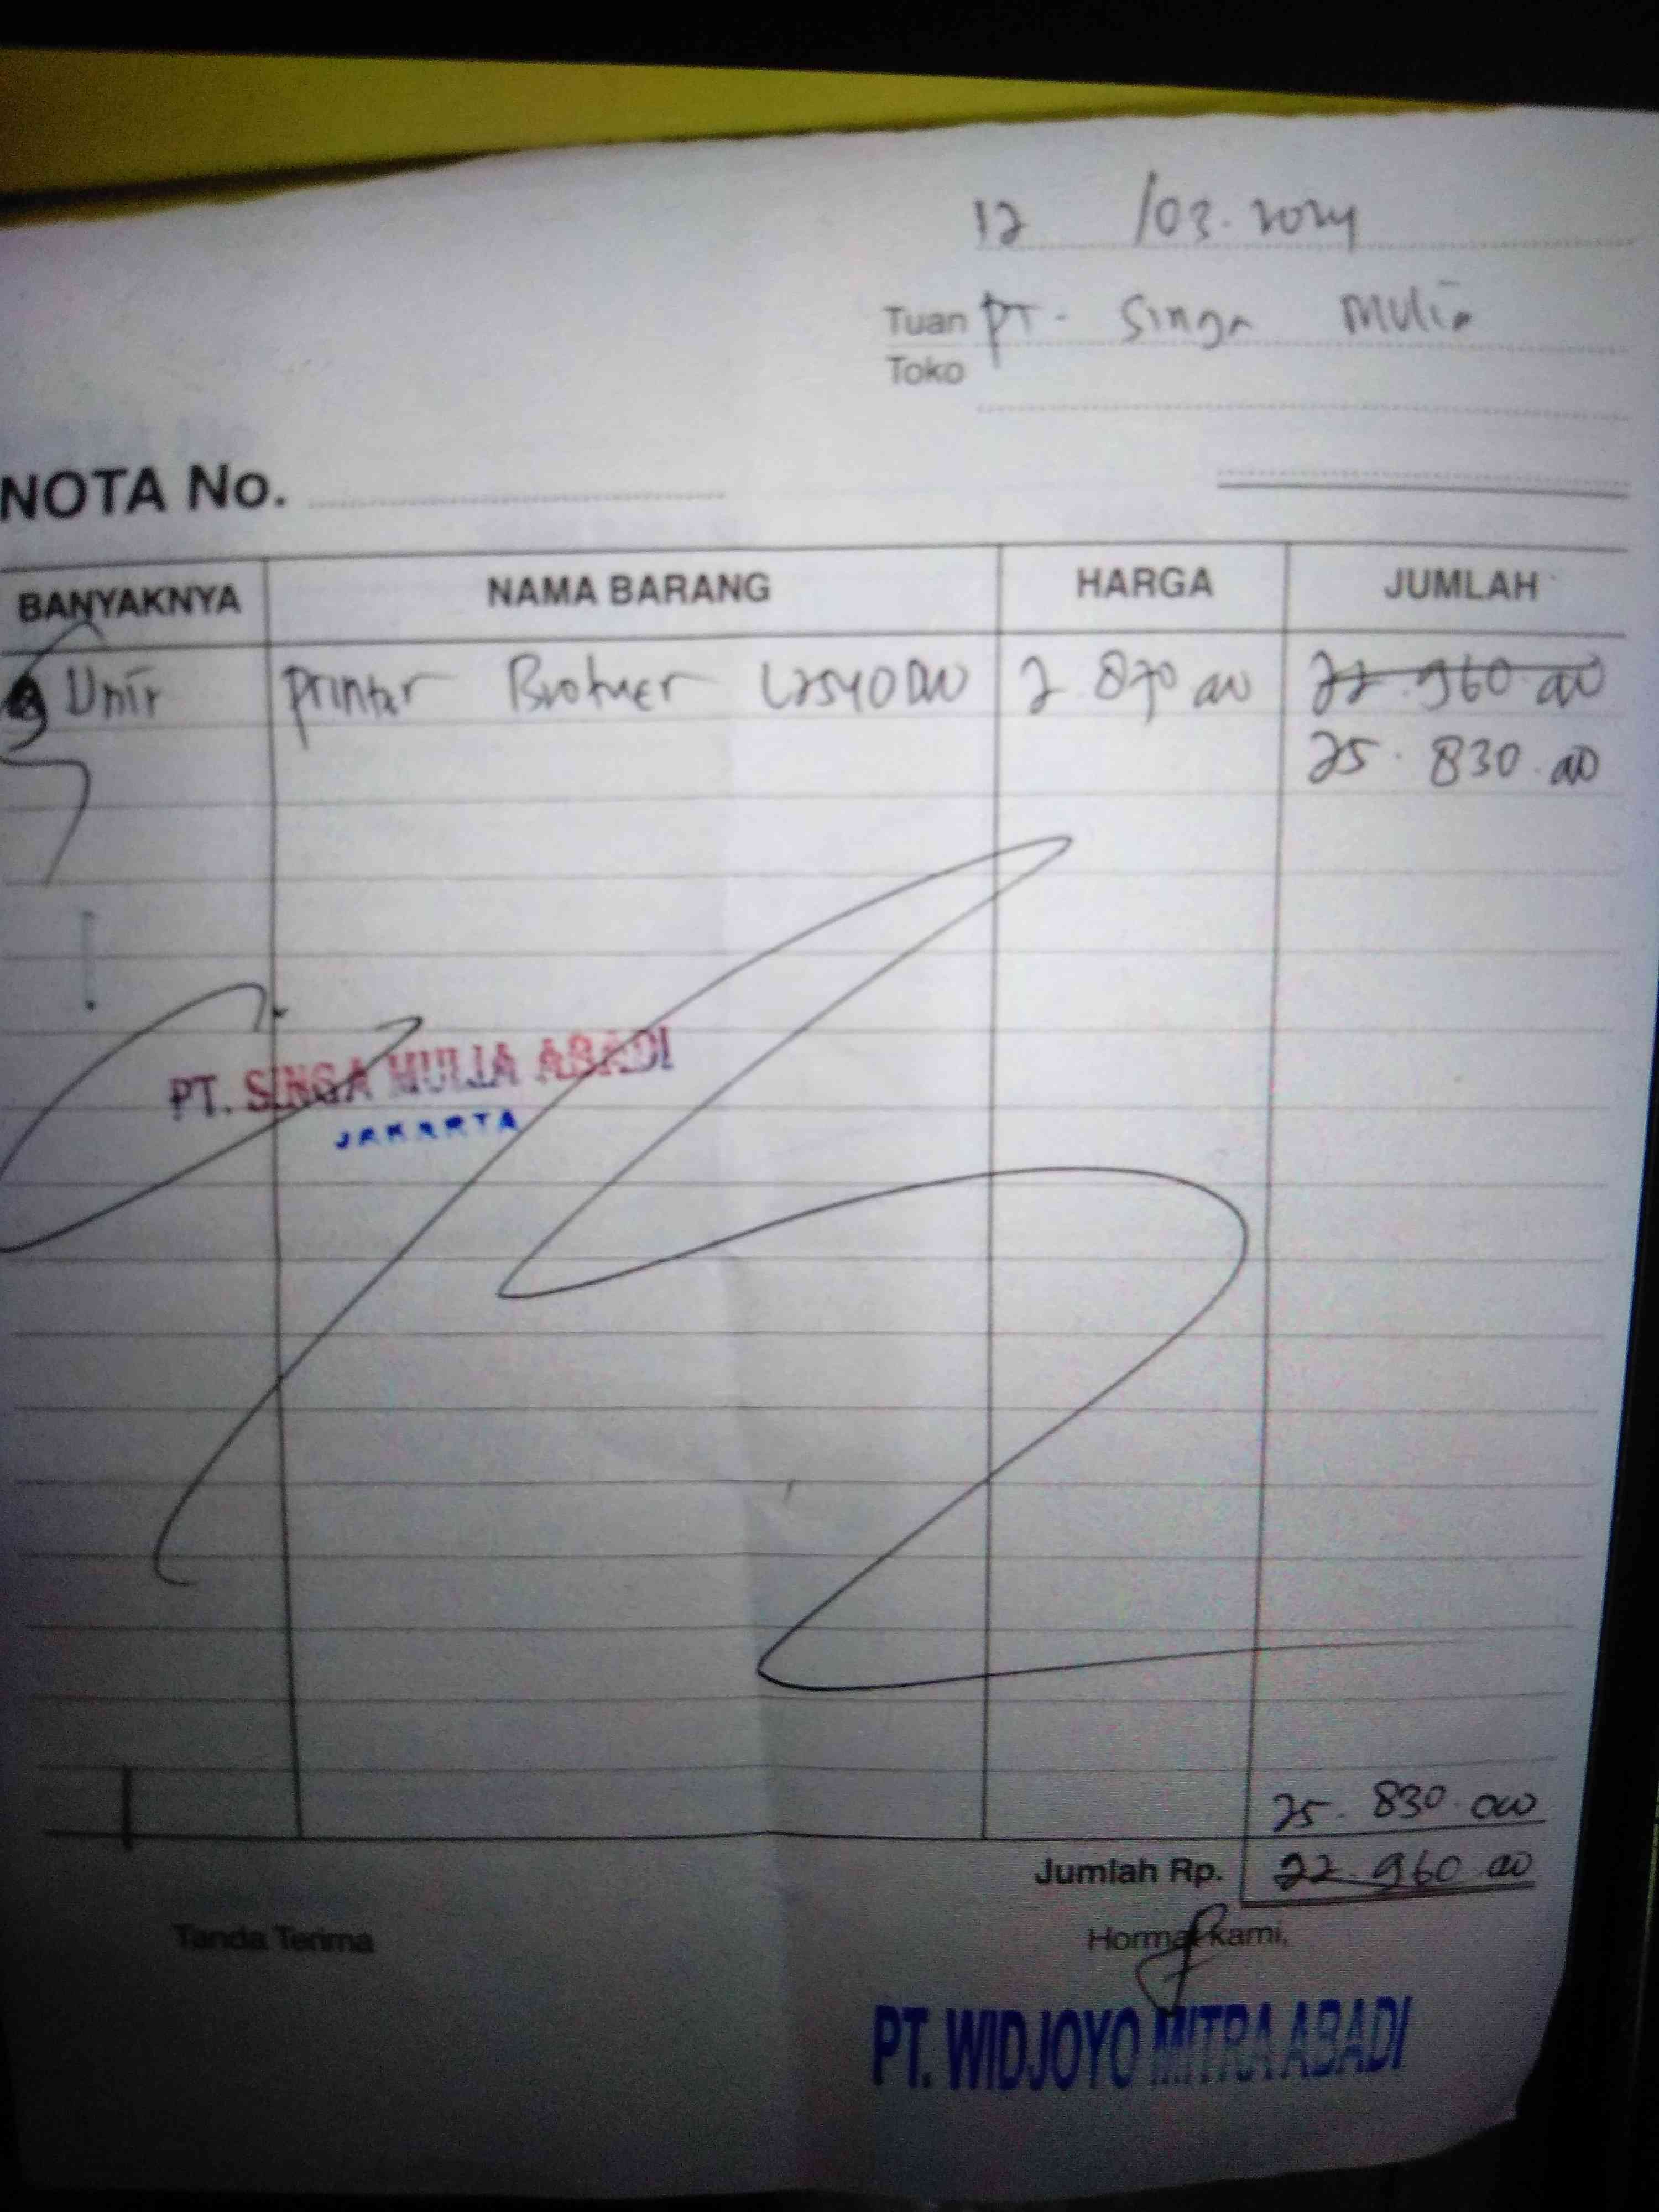 12 /03.2024
Tuan PT. Singa Mulia
Toko
NOTA No.
BANYAKNYA NAMA BARANG HARGA JUMLAH
9 Unit Printer Brother L2540DW 2.870.000 22.960.000
25.830.000
PT. SINGA MULIA ABADI
JAKARTA
25.830.000
Jumlah Rp. 22.960.000
Tanda Terima Hormat kami,
PT. WIDJOYO MITRA ABADI